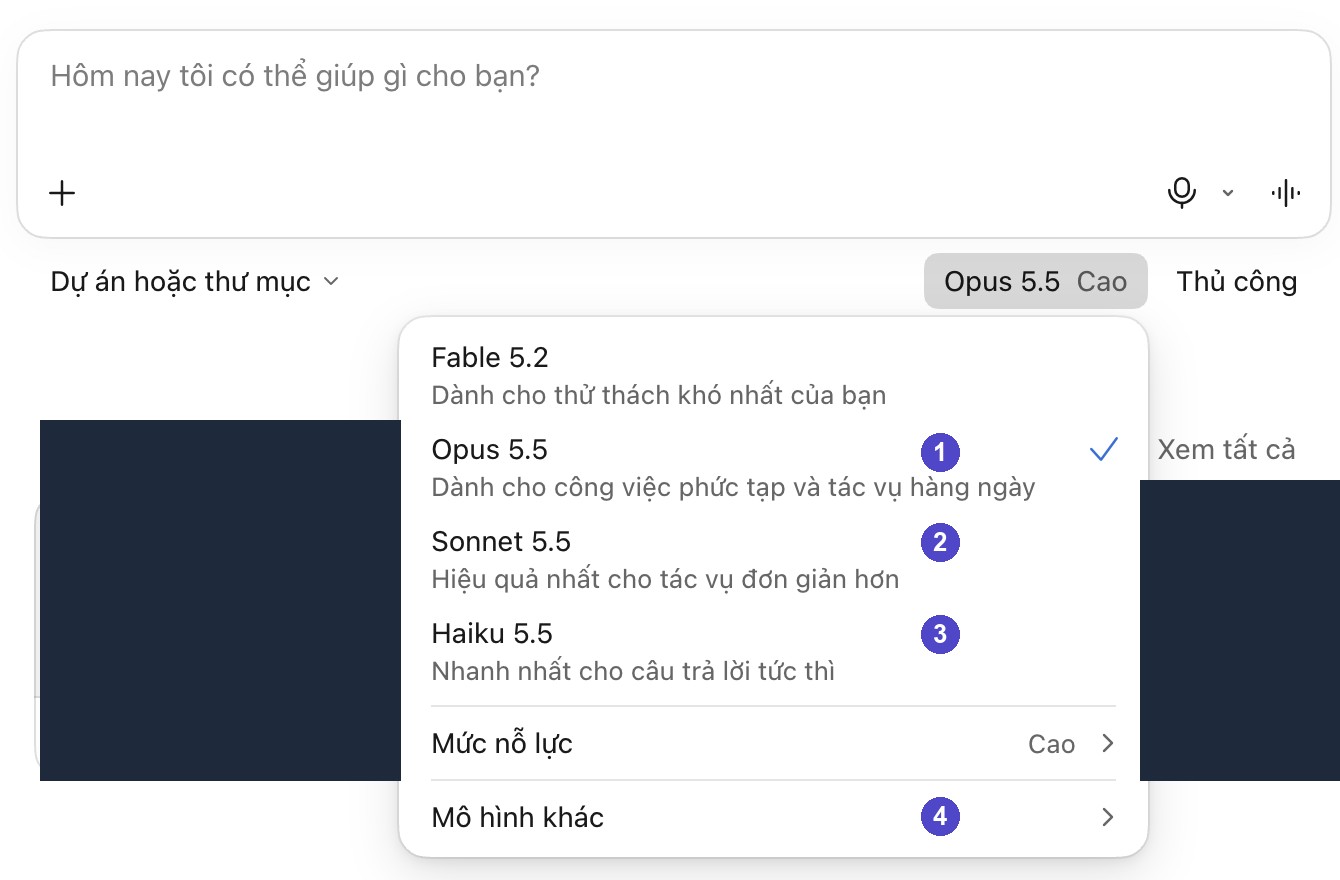 Hôm nay tôi có thể giúp gì cho bạn?
Dự án hoặc thư mục
Opus 5.5 Cao
Thủ công
Fable 5.2
Dành cho thử thách khó nhất của bạn
Opus 5.5
1
Dành cho công việc phức tạp và tác vụ hàng ngày
Xem tất cả
Sonnet 5.5
2
Hiệu quả nhất cho tác vụ đơn giản hơn
Haiku 5.5
3
Nhanh nhất cho câu trả lời tức thì
Mức nỗ lực
Cao
Mô hình khác
4